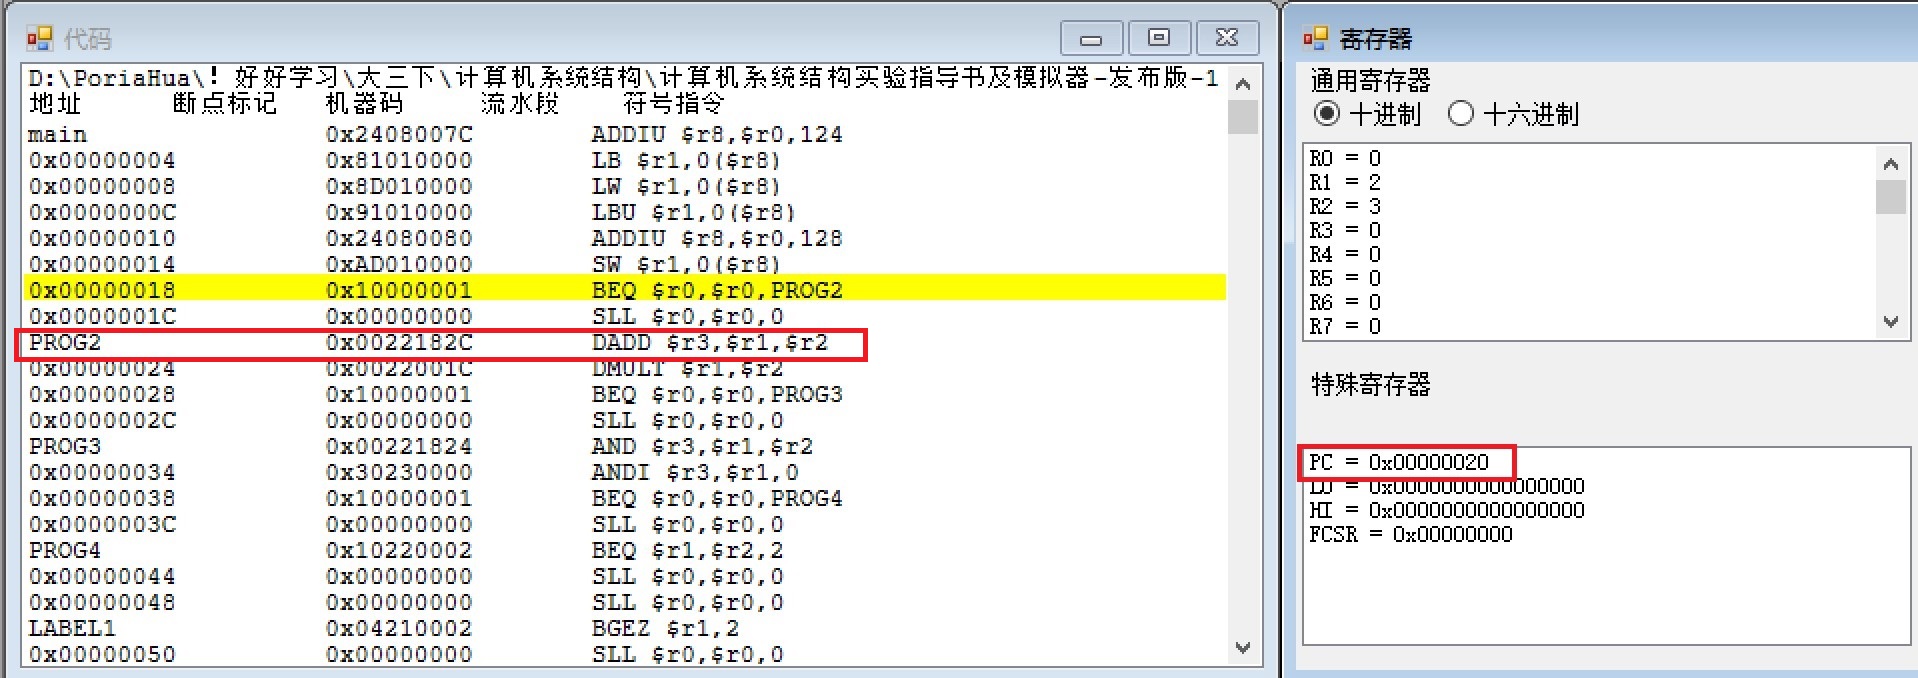 代码
D:\PoriaHua\! 好好学习\大三下\计算机系统结构\计算机系统结构实验指导书及模拟器-发布版-1
地址 断点标记 机器码 流水段 符号指令
main 0x2408007C ADDIU $r8,$r0,124
0x00000004 0x81010000 LB $r1,0($r8)
0x00000008 0x8D010000 LW $r1,0($r8)
0x0000000C 0x91010000 LBU $r1,0($r8)
0x00000010 0x24080080 ADDIU $r8,$r0,128
0x00000014 0xAD010000 SW $r1,0($r8)
0x00000018 0x10000001 BEQ $r0,$r0,PROG2
0x0000001C 0x00000000 SLL $r0,$r0,0
PROG2 0x0022182C DADD $r3,$r1,$r2
0x00000024 0x0022001C DMULT $r1,$r2
0x00000028 0x10000001 BEQ $r0,$r0,PROG3
0x0000002C 0x00000000 SLL $r0,$r0,0
PROG3 0x00221824 AND $r3,$r1,$r2
0x00000034 0x30230000 ANDI $r3,$r1,0
0x00000038 0x10000001 BEQ $r0,$r0,PROG4
0x0000003C 0x00000000 SLL $r0,$r0,0
PROG4 0x10220002 BEQ $r1,$r2,2
0x00000044 0x00000000 SLL $r0,$r0,0
0x00000048 0x00000000 SLL $r0,$r0,0
LABEL1 0x04210002 BGEZ $r1,2
0x00000050 0x00000000 SLL $r0,$r0,0
寄存器
通用寄存器
十进制 十六进制
R0 = 0
R1 = 2
R2 = 3
R3 = 0
R4 = 0
R5 = 0
R6 = 0
R7 = 0
特殊寄存器
PC = 0x00000020
LO = 0x0000000000000000
HI = 0x0000000000000000
FCSR = 0x00000000